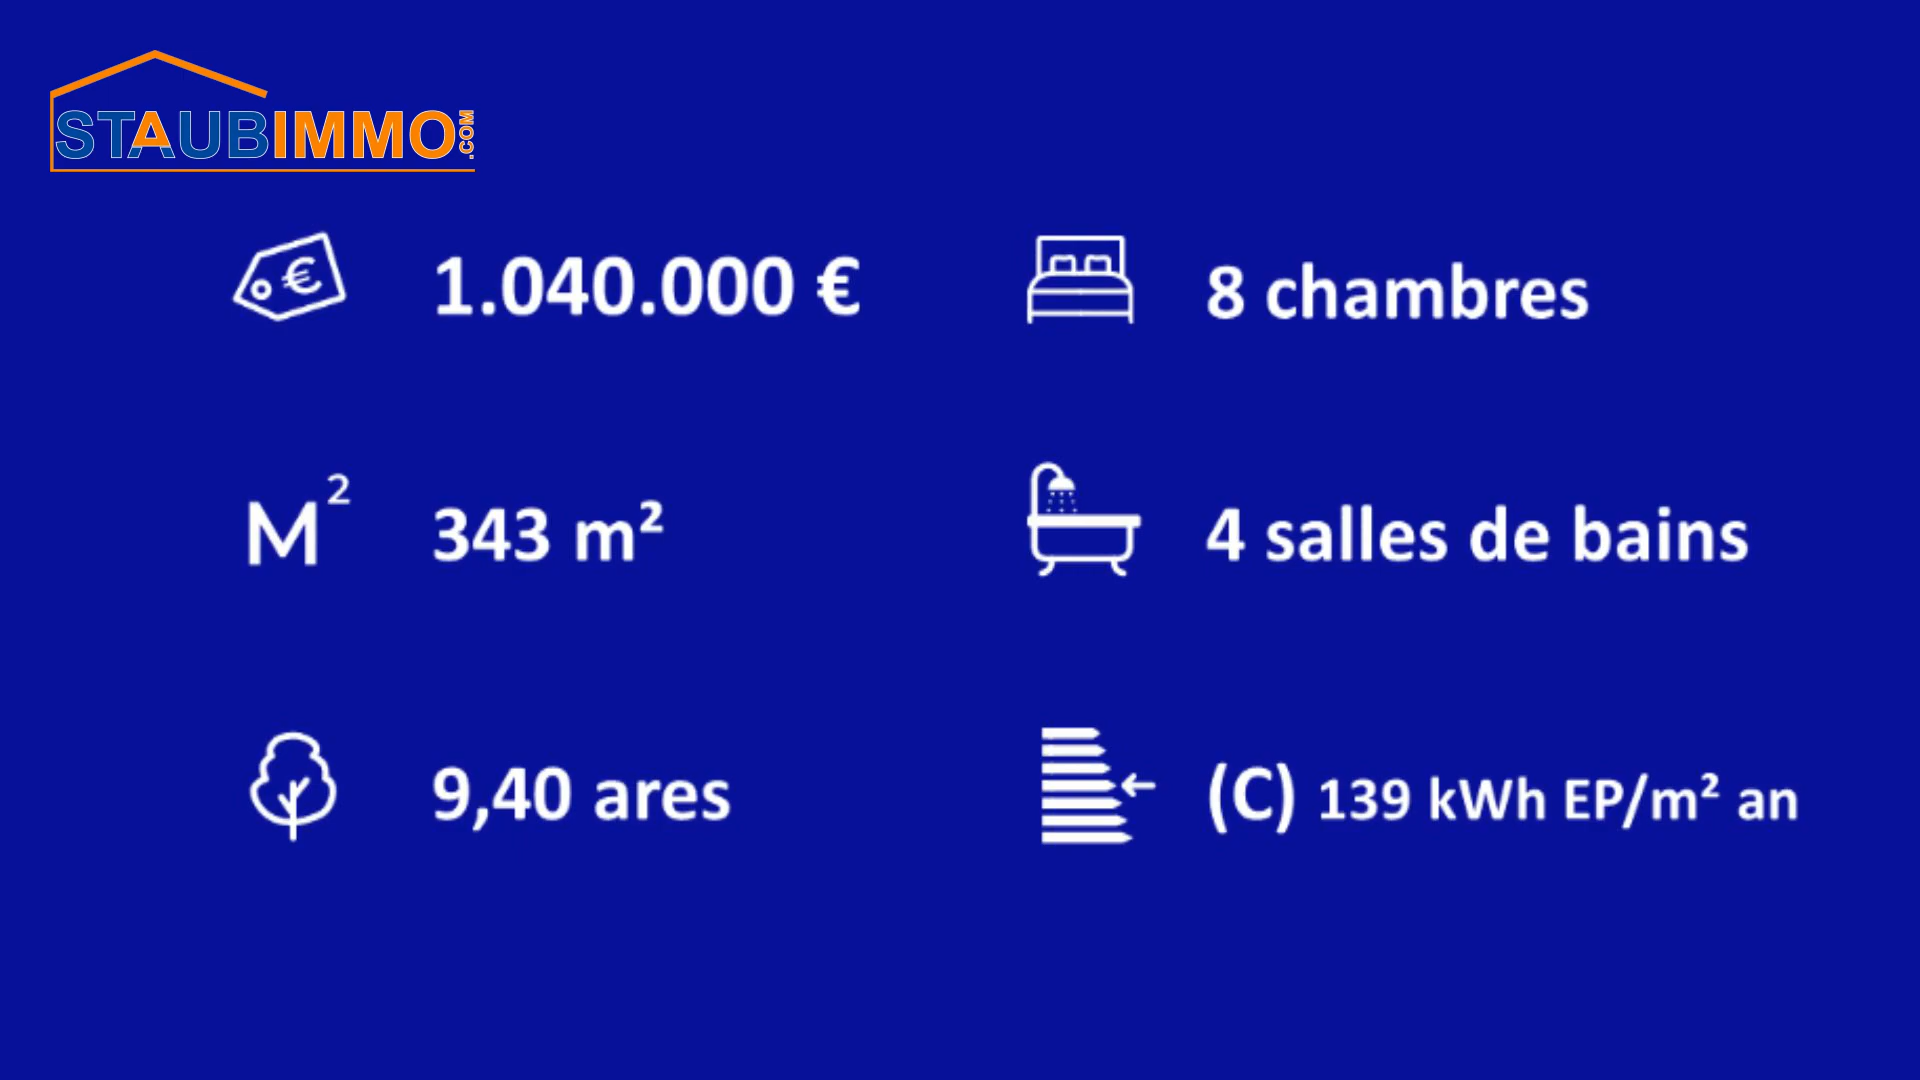 STAUBIMMO.COM
€ 1.040.000 €
8 chambres
M² 343 m²
4 salles de bains
9,40 ares
(C) 139 kWh EP/m² an